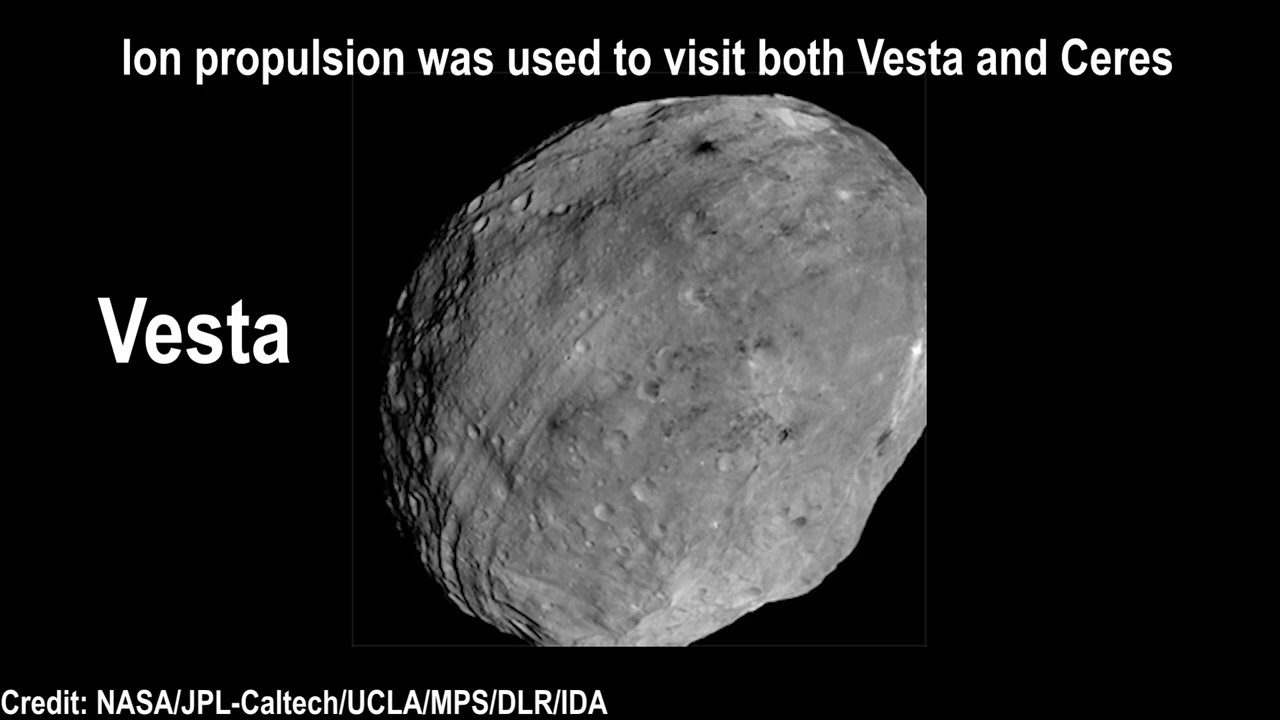 Ion propulsion was used to visit both Vesta and Ceres
Vesta
Credit: NASA/JPL-Caltech/UCLA/MPS/DLR/IDA